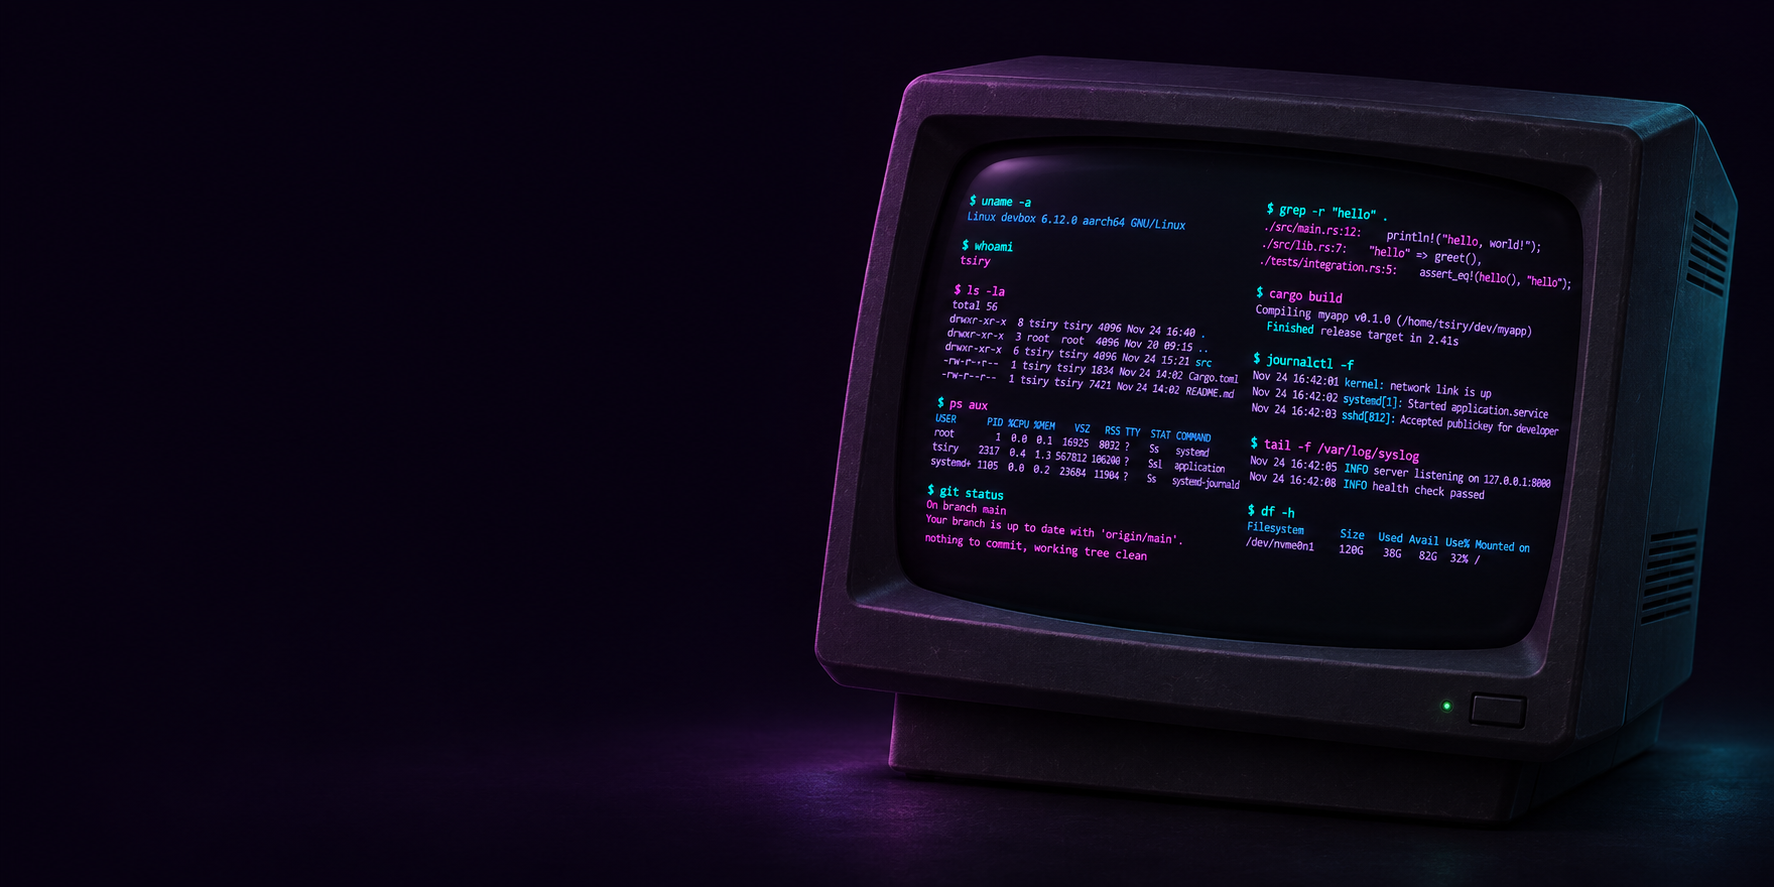 $ uname -a
Linux devbox 6.12.0 aarch64 GNU/Linux
$ whoami
tsiry
$ ls -la
total 56
drwxr-xr-x 8 tsiry tsiry 4096 Nov 24 16:40 .
drwxr-xr-x 3 root root 4096 Nov 20 09:15 ..
drwxr-xr-x 6 tsiry tsiry 4096 Nov 24 15:21 src
-rw-r--r-- 1 tsiry tsiry 1834 Nov 24 14:02 Cargo.toml
-rw-r--r-- 1 tsiry tsiry 7421 Nov 24 14:02 README.md
$ ps aux
USER PID %CPU %MEM VSZ RSS TTY STAT COMMAND
root 1 0.0 0.1 16925 8032 ? Ss systemd
tsiry 2317 0.4 1.3 567812 106200 ? Ssl application
systemd+ 1105 0.0 0.2 23684 11904 ? Ss systemd-journald
$ git status
On branch main
Your branch is up to date with 'origin/main'.
nothing to commit, working tree clean
$ grep -r "hello" .
./src/main.rs:12: println!("hello, world!");
./src/lib.rs:7: "hello" => greet(),
./tests/integration.rs:5: assert_eq!(hello(), "hello");
$ cargo build
Compiling myapp v0.1.0 (/home/tsiry/dev/myapp)
Finished release target in 2.41s
$ journalctl -f
Nov 24 16:42:01 kernel: network link is up
Nov 24 16:42:02 systemd[1]: Started application.service
Nov 24 16:42:03 sshd[812]: Accepted publickey for developer
$ tail -f /var/log/syslog
Nov 24 16:42:05 INFO server listening on 127.0.0.1:8000
Nov 24 16:42:08 INFO health check passed
$ df -h
Filesystem Size Used Avail Use% Mounted on
/dev/nvme0n1 120G 38G 82G 32% /